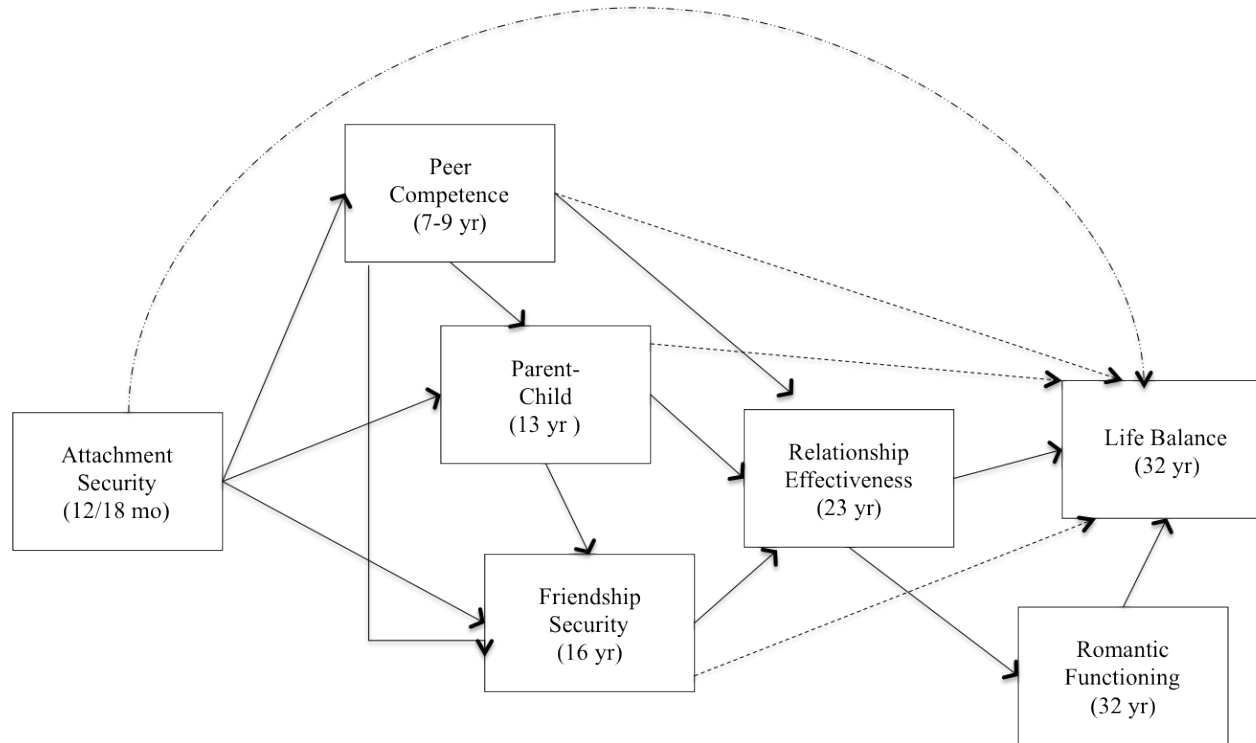 Peer
Competence
(7-9 yr)
Parent-
Child
(13 yr )
Attachment
Security
(12/18 mo)
Relationship
Effectiveness
(23 yr)
Life Balance
(32 yr)
Friendship
Security
(16 yr)
Romantic
Functioning
(32 yr)